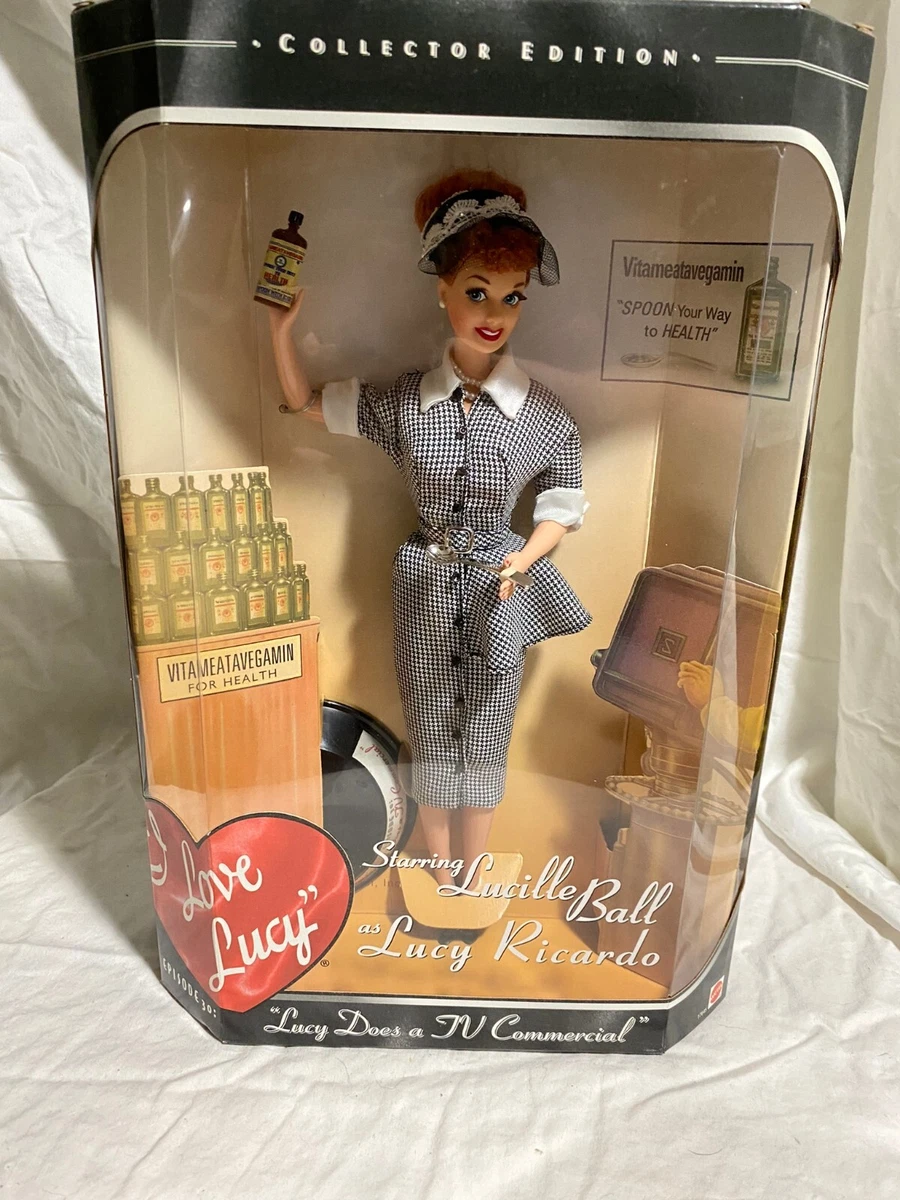 · COLLECTOR EDITION ·
Vitameatavegamin
"SPOON Your Way
to HEALTH"
VITAMEATAVEGAMIN
FOR HEALTH
I
Love
Lucy"
®
Starring Lucille Ball
as Lucy Ricardo
EPISODE 30:
"Lucy Does a TV Commercial"